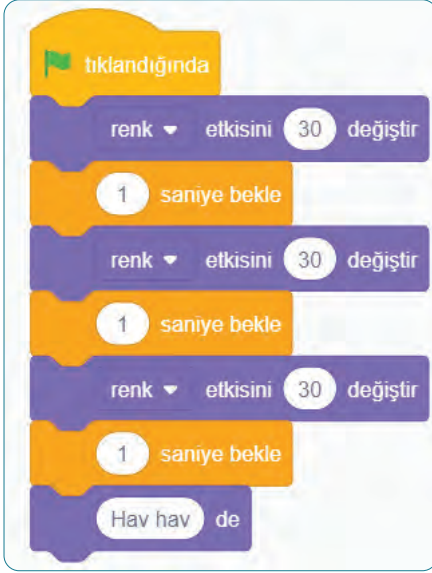 tıklandığında
renk etkisini 30 değiştir
1 saniye bekle
renk etkisini 30 değiştir
1 saniye bekle
renk etkisini 30 değiştir
1 saniye bekle
Hav hav de